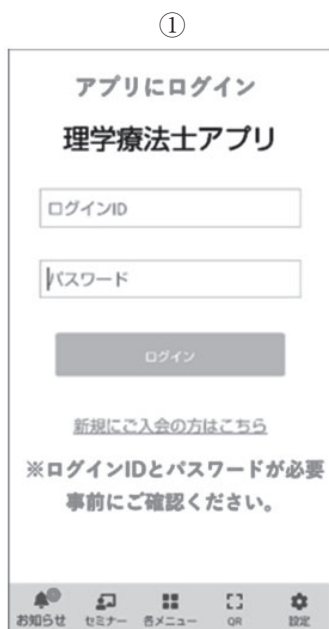 ①
アプリにログイン
理学療法士アプリ
ログインID
パスワード
ログイン
新規にご入会の方はこちら
※ログインIDとパスワードが必要
事前にご確認ください。
お知らせ セミナー 各メニュー QR 設定